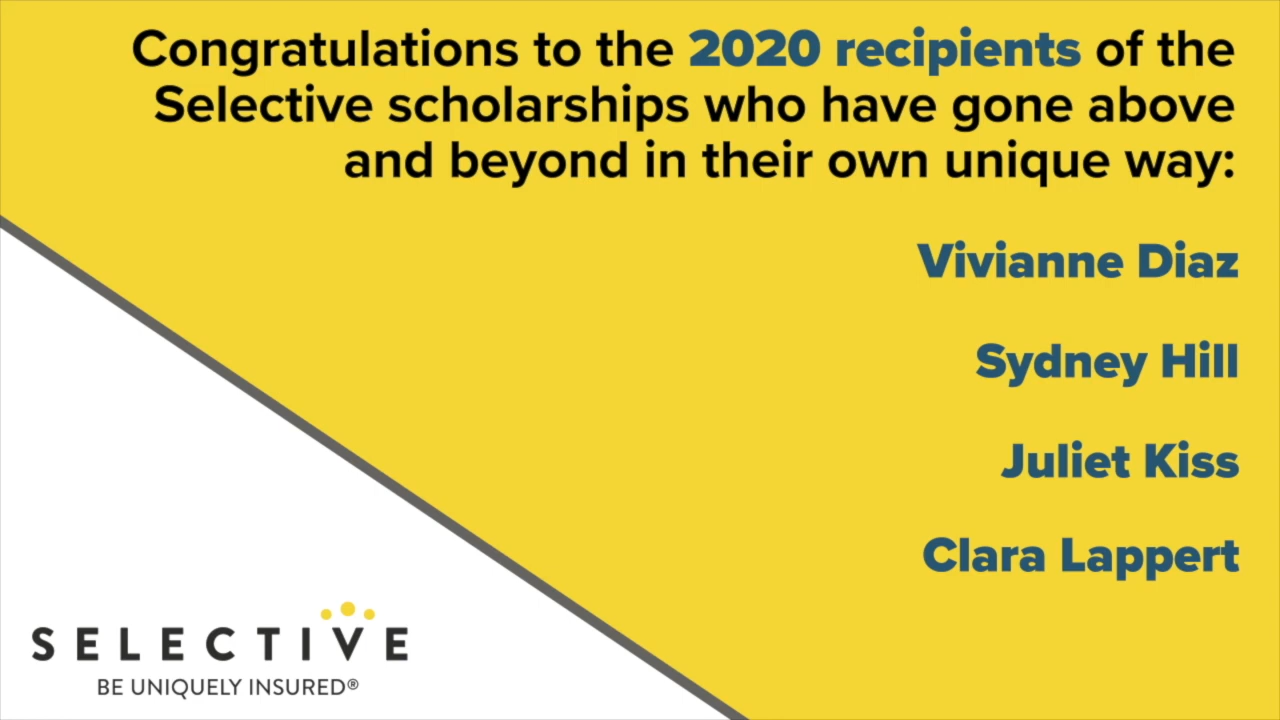 Congratulations to the 2020 recipients of the
Selective scholarships who have gone above
and beyond in their own unique way:
Vivianne Diaz
Sydney Hill
Juliet Kiss
Clara Lappert
SELECTIVE
BE UNIQUELY INSURED®